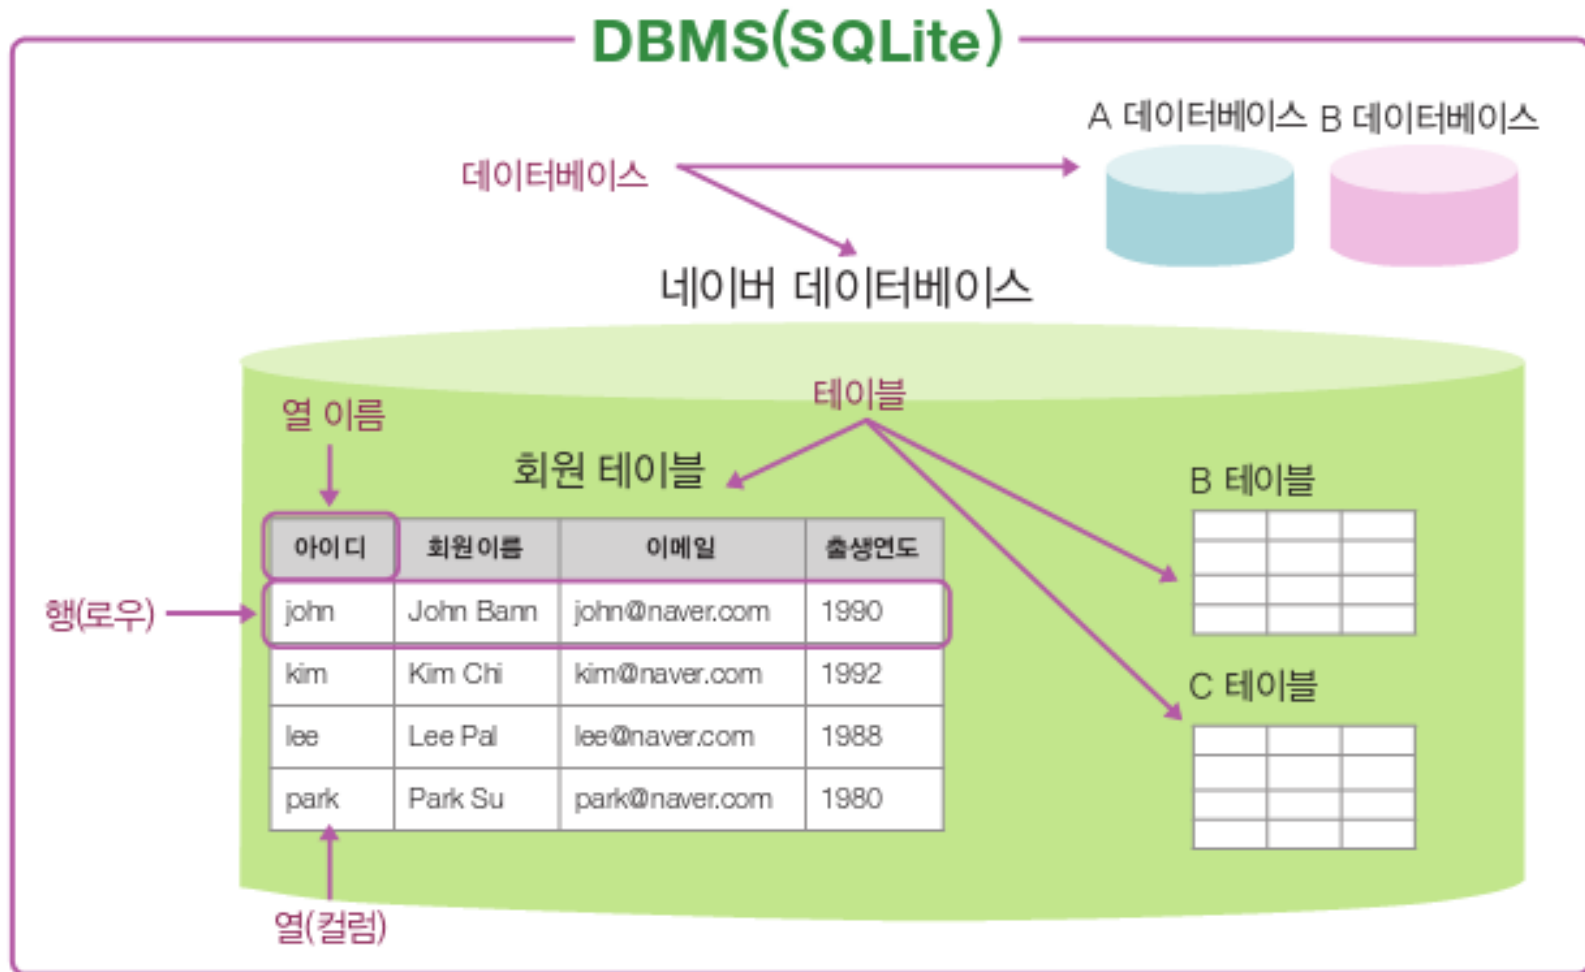 DBMS(SQLite)
A 데이터베이스 B 데이터베이스
데이터베이스
네이버 데이터베이스
테이블
열 이름
회원 테이블
B 테이블
아이디 회원이름 이메일 출생연도
행(로우)
john John Bann john@naver.com 1990
kim Kim Chi kim@naver.com 1992
C 테이블
lee Lee Pal lee@naver.com 1988
park Park Su park@naver.com 1980
열(컬럼)